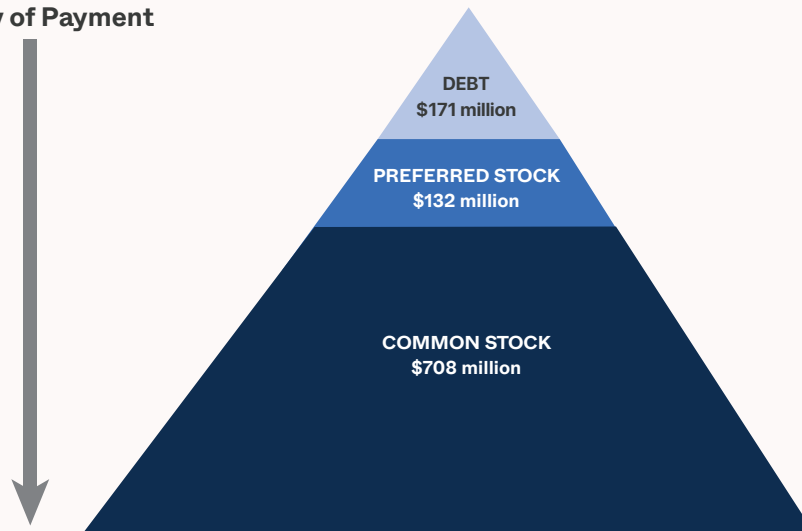 of Payment
DEBT
$171 million
PREFERRED STOCK
$132 million
COMMON STOCK
$708 million